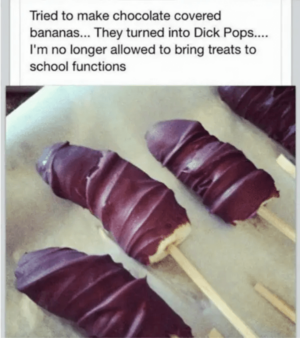 Tried to make chocolate covered
bananas... They turned into Dick Pops....
I'm no longer allowed to bring treats to
school functions